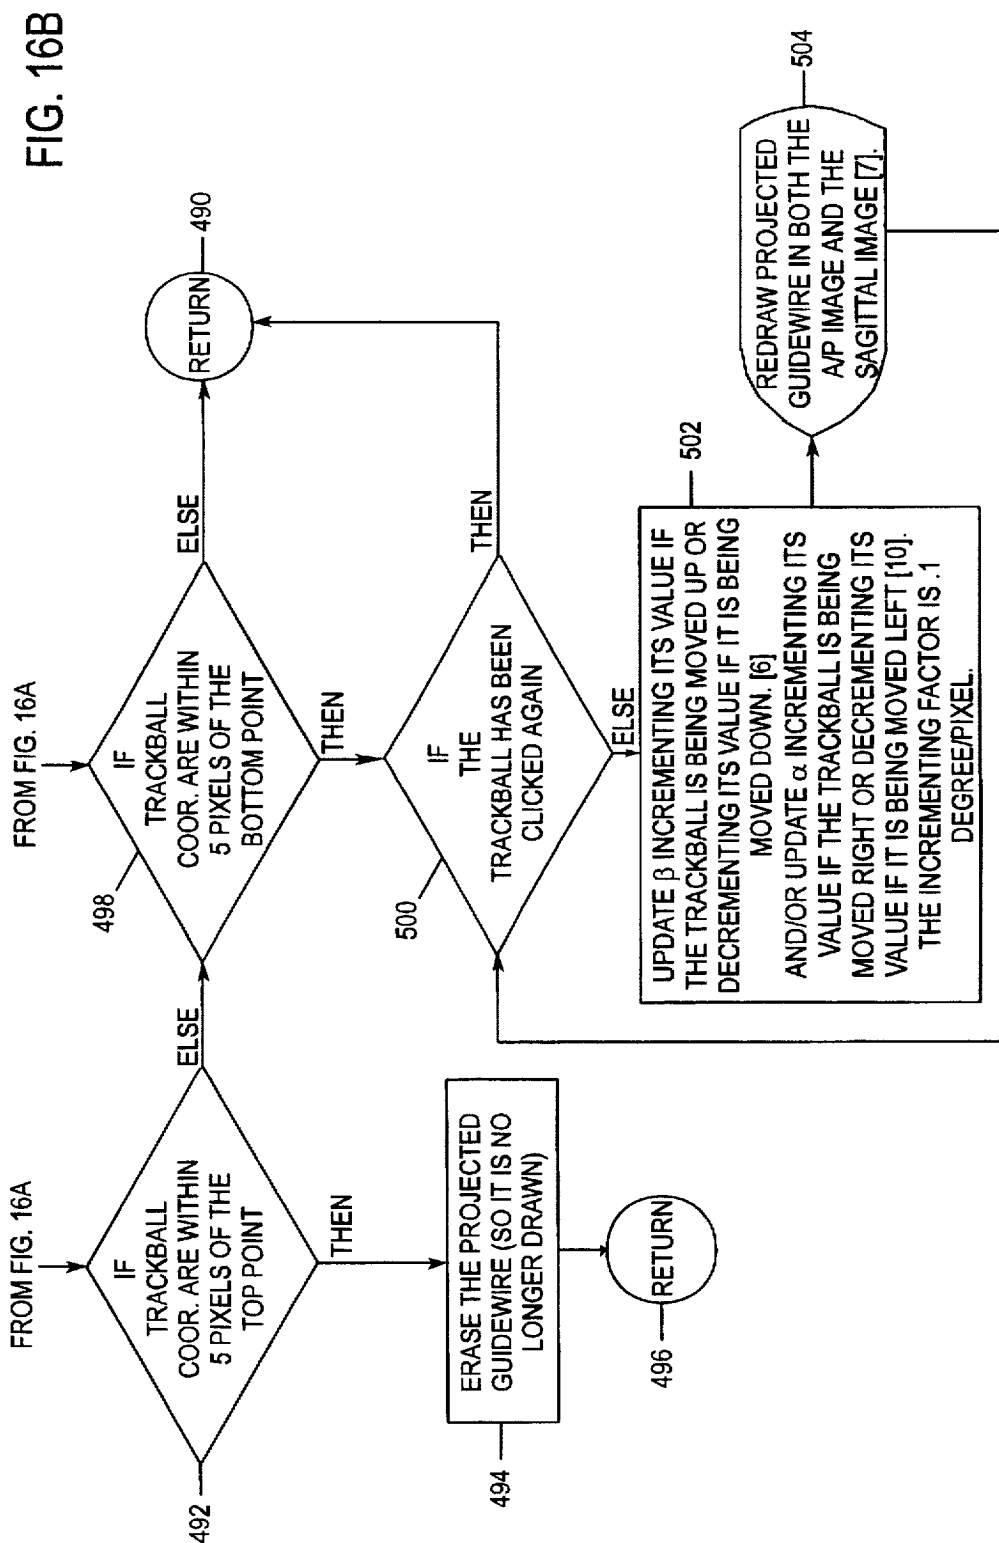 FIG. 16B
FROM FIG. 16A
492
IF
TRACKBALL
COOR. ARE WITHIN
5 PIXELS OF THE
TOP POINT
ELSE
THEN
494
ERASE THE PROJECTED
GUIDEWIRE (SO IT IS NO
LONGER DRAWN)
496
RETURN
FROM FIG. 16A
498
IF
TRACKBALL
COOR. ARE WITHIN
5 PIXELS OF THE
BOTTOM POINT
ELSE
THEN
RETURN
490
500
IF
THE
TRACKBALL HAS BEEN
CLICKED AGAIN
THEN
ELSE
502
UPDATE β INCREMENTING ITS VALUE IF
THE TRACKBALL IS BEING MOVED UP OR
DECREMENTING ITS VALUE IF IT IS BEING
MOVED DOWN. [6]
AND/OR UPDATE α INCREMENTING ITS
VALUE IF THE TRACKBALL IS BEING
MOVED RIGHT OR DECREMENTING ITS
VALUE IF IT IS BEING MOVED LEFT [10].
THE INCREMENTING FACTOR IS .1
DEGREE/PIXEL.
504
REDRAW PROJECTED
GUIDEWIRE IN BOTH THE
A/P IMAGE AND THE
SAGITTAL IMAGE [7].